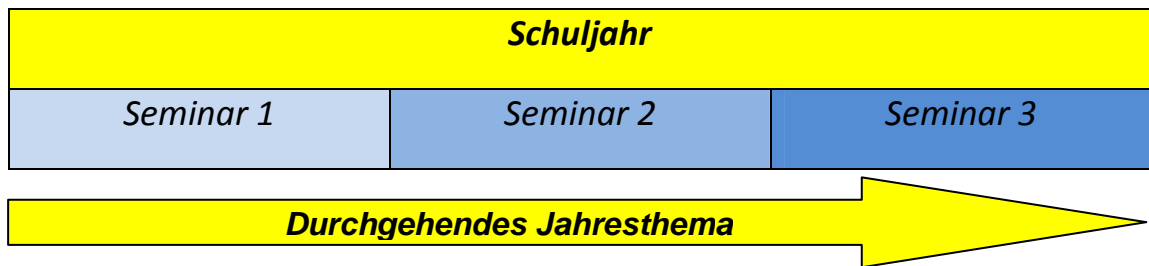 Schuljahr
Seminar 1 Seminar 2 Seminar 3
Durchgehendes Jahresthema